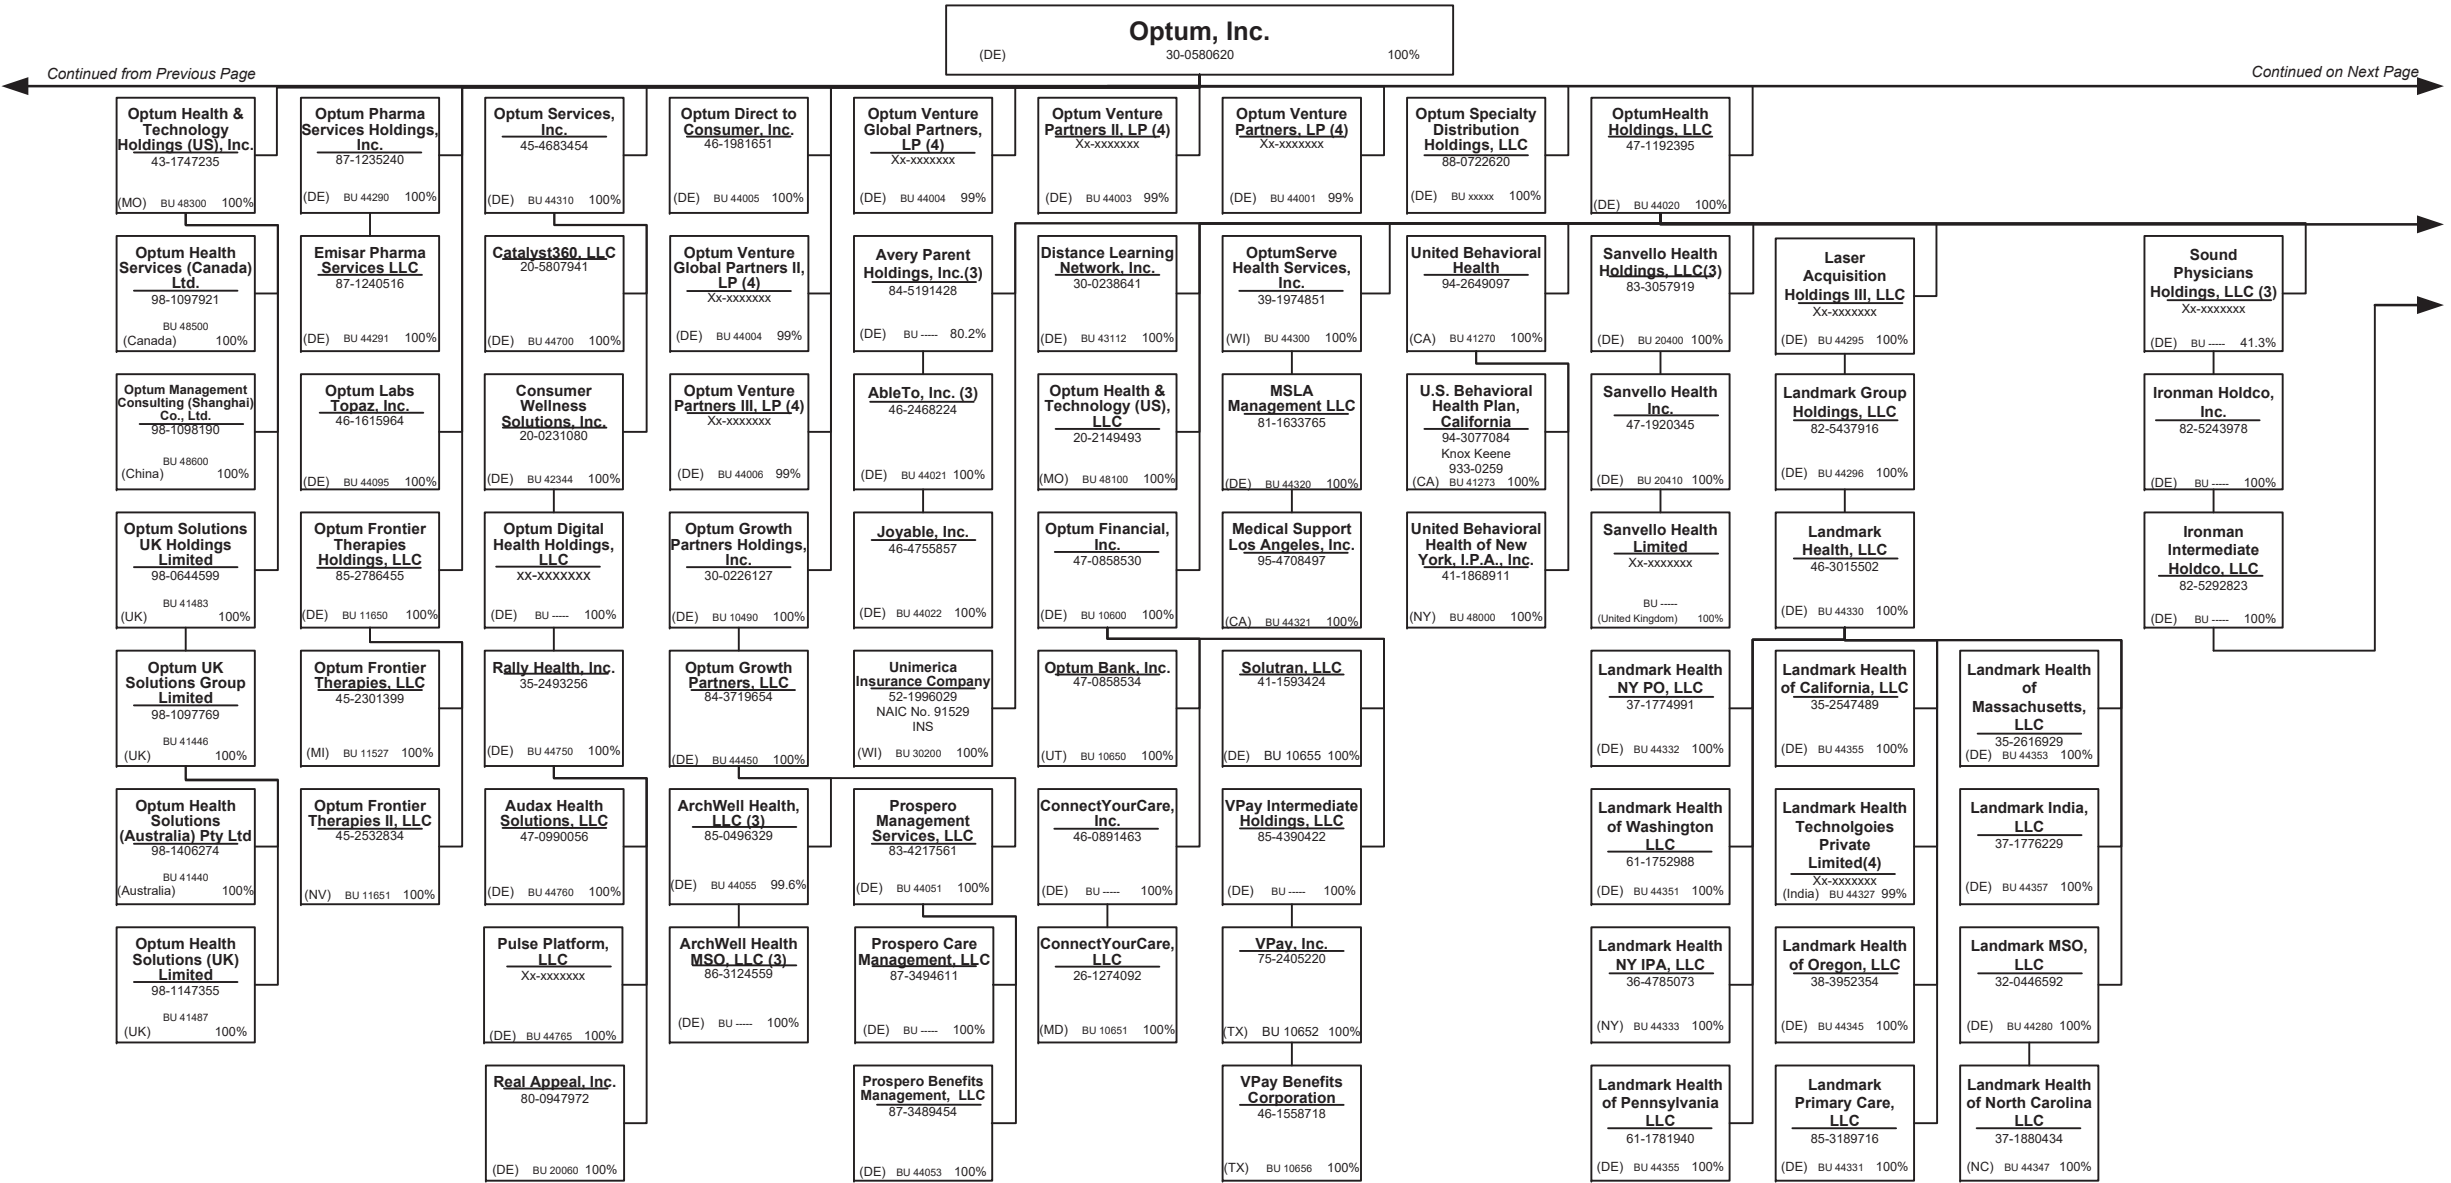 Optum, Inc.
(DE) 30-0580620 100%
Continued from Previous Page
Continued on Next Page
Optum Health &
Technology
Holdings (US), Inc.
43-1747235
(MO) BU 48300 100%
Optum Pharma
Services Holdings,
Inc.
87-1235240
(DE) BU 44290 100%
Optum Services,
Inc.
45-4683454
(DE) BU 44310 100%
Optum Direct to
Consumer, Inc.
46-1981651
(DE) BU 44005 100%
Optum Venture
Global Partners,
LP (4)
Xx-xxxxxxx
(DE) BU 44004 99%
Optum Venture
Partners II, LP (4)
Xx-xxxxxxx
(DE) BU 44003 99%
Optum Venture
Partners, LP (4)
Xx-xxxxxxx
(DE) BU 44001 99%
Optum Specialty
Distribution
Holdings, LLC
88-0722620
(DE) BU xxxxx 100%
OptumHealth
Holdings, LLC
47-1192395
(DE) BU 44020 100%
Optum Health
Services (Canada)
Ltd.
98-1097921
BU 48500
(Canada) 100%
Emisar Pharma
Services LLC
87-1240516
(DE) BU 44291 100%
Catalyst360, LLC
20-5807941
(DE) BU 44700 100%
Optum Venture
Global Partners II,
LP (4)
Xx-xxxxxxx
(DE) BU 44004 99%
Avery Parent
Holdings, Inc.(3)
84-5191428
(DE) BU ----- 80.2%
Distance Learning
Network, Inc.
30-0238641
(DE) BU 43112 100%
OptumServe
Health Services,
Inc.
39-1974851
(WI) BU 44300 100%
United Behavioral
Health
94-2649097
(CA) BU 41270 100%
Sanvello Health
Holdings, LLC(3)
83-3057919
(DE) BU 20400 100%
Laser
Acquisition
Holdings III, LLC
Xx-xxxxxxx
(DE) BU 44295 100%
Sound
Physicians
Holdings, LLC (3)
Xx-xxxxxxx
(DE) BU ----- 41.3%
Optum Management
Consulting (Shanghai)
Co., Ltd.
98-1098190
BU 48600
(China) 100%
Optum Labs
Topaz, Inc.
46-1615964
(DE) BU 44095 100%
Consumer
Wellness
Solutions, Inc.
20-0231080
(DE) BU 42344 100%
Optum Venture
Partners III, LP (4)
Xx-xxxxxxx
(DE) BU 44006 99%
AbleTo, Inc. (3)
46-2468224
(DE) BU 44021 100%
Optum Health &
Technology (US),
LLC
20-2149493
(MO) BU 48100 100%
MSLA
Management LLC
81-1633765
(DE) BU 44320 100%
U.S. Behavioral
Health Plan,
California
94-3077084
Knox Keene
933-0259
(CA) BU 41273 100%
Sanvello Health
Inc.
47-1920345
(DE) BU 20410 100%
Landmark Group
Holdings, LLC
82-5437916
(DE) BU 44296 100%
Ironman Holdco,
Inc.
82-5243978
(DE) BU ----- 100%
Optum Solutions
UK Holdings
Limited
98-0644599
BU 41483
(UK) 100%
Optum Frontier
Therapies
Holdings, LLC
85-2786455
(DE) BU 11650 100%
Optum Digital
Health Holdings,
LLC
xx-xxxxxxx
(DE) BU ----- 100%
Optum Growth
Partners Holdings,
Inc.
30-0226127
(DE) BU 10490 100%
Joyable, Inc.
46-4755857
(DE) BU 44022 100%
Optum Financial,
Inc.
47-0858530
(DE) BU 10600 100%
Medical Support
Los Angeles, Inc.
95-4708497
(CA) BU 44321 100%
United Behavioral
Health of New
York, I.P.A., Inc.
41-1868911
(NY) BU 48000 100%
Sanvello Health
Limited
Xx-xxxxxxx
BU -----
(United Kingdom) 100%
Landmark
Health, LLC
46-3015502
(DE) BU 44330 100%
Ironman
Intermediate
Holdco, LLC
82-5292823
(DE) BU ----- 100%
Optum UK
Solutions Group
Limited
98-1097769
BU 41446
(UK) 100%
Optum Frontier
Therapies, LLC
45-2301399
(MI) BU 11527 100%
Rally Health, Inc.
35-2493256
(DE) BU 44750 100%
Optum Growth
Partners, LLC
84-3719654
(DE) BU 44450 100%
Unimerica
Insurance Company
52-1996029
NAIC No. 91529
INS
(WI) BU 30200 100%
Optum Bank, Inc.
47-0858534
(UT) BU 10650 100%
Solutran, LLC
41-1593424
(DE) BU 10655 100%
Landmark Health
NY PO, LLC
37-1774991
(DE) BU 44332 100%
Landmark Health
of California, LLC
35-2547489
(DE) BU 44355 100%
Landmark Health
of
Massachusetts,
LLC
35-2616929
(DE) BU 44353 100%
Optum Health
Solutions
(Australia) Pty Ltd
98-1406274
BU 41440
(Australia) 100%
Optum Frontier
Therapies II, LLC
45-2532834
(NV) BU 11651 100%
Audax Health
Solutions, LLC
47-0990056
(DE) BU 44760 100%
ArchWell Health,
LLC (3)
85-0496329
(DE) BU 44055 99.6%
Prospero
Management
Services, LLC
83-4217561
(DE) BU 44051 100%
ConnectYourCare,
Inc.
46-0891463
(DE) BU ----- 100%
VPay Intermediate
Holdings, LLC
85-4390422
(DE) BU ----- 100%
Landmark Health
of Washington
LLC
61-1752988
(DE) BU 44351 100%
Landmark Health
Technolgoies
Private
Limited(4)
Xx-xxxxxxx
(India) BU 44327 99%
Landmark India,
LLC
37-1776229
(DE) BU 44357 100%
Optum Health
Solutions (UK)
Limited
98-1147355
BU 41487
(UK) 100%
Pulse Platform,
LLC
Xx-xxxxxxx
(DE) BU 44765 100%
ArchWell Health
MSO, LLC (3)
86-3124559
(DE) BU ----- 100%
Prospero Care
Management, LLC
87-3494611
(DE) BU ----- 100%
ConnectYourCare,
LLC
26-1274092
(MD) BU 10651 100%
VPay, Inc.
75-2405220
(TX) BU 10652 100%
Landmark Health
NY IPA, LLC
36-4785073
(NY) BU 44333 100%
Landmark Health
of Oregon, LLC
38-3952354
(DE) BU 44345 100%
Landmark MSO,
LLC
32-0446592
(DE) BU 44280 100%
Real Appeal, Inc.
80-0947972
(DE) BU 20060 100%
Prospero Benefits
Management, LLC
87-3489454
(DE) BU 44053 100%
VPay Benefits
Corporation
46-1558718
(TX) BU 10656 100%
Landmark Health
of Pennsylvania
LLC
61-1781940
(DE) BU 44355 100%
Landmark
Primary Care,
LLC
85-3189716
(DE) BU 44331 100%
Landmark Health
of North Carolina
LLC
37-1880434
(NC) BU 44347 100%